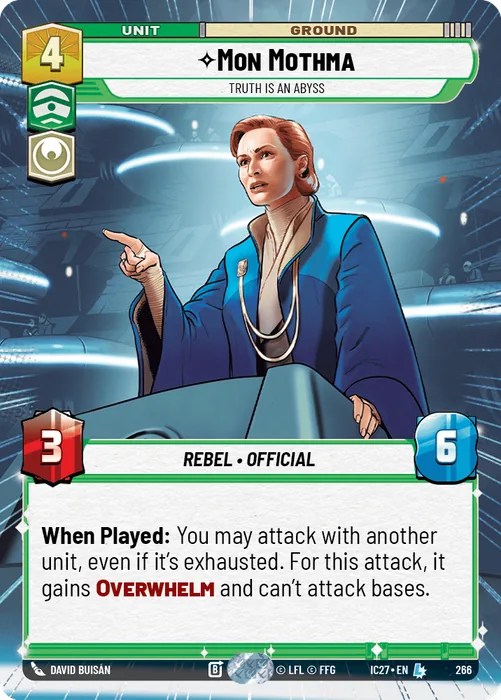 UNIT GROUND
4
✧MON MOTHMA
TRUTH IS AN ABYSS
3
6
REBEL • OFFICIAL
When Played: You may attack with another
unit, even if it's exhausted. For this attack, it
gains OVERWHELM and can't attack bases.
DAVID BUISÁN B © LFL © FFG IC27 • EN L 266